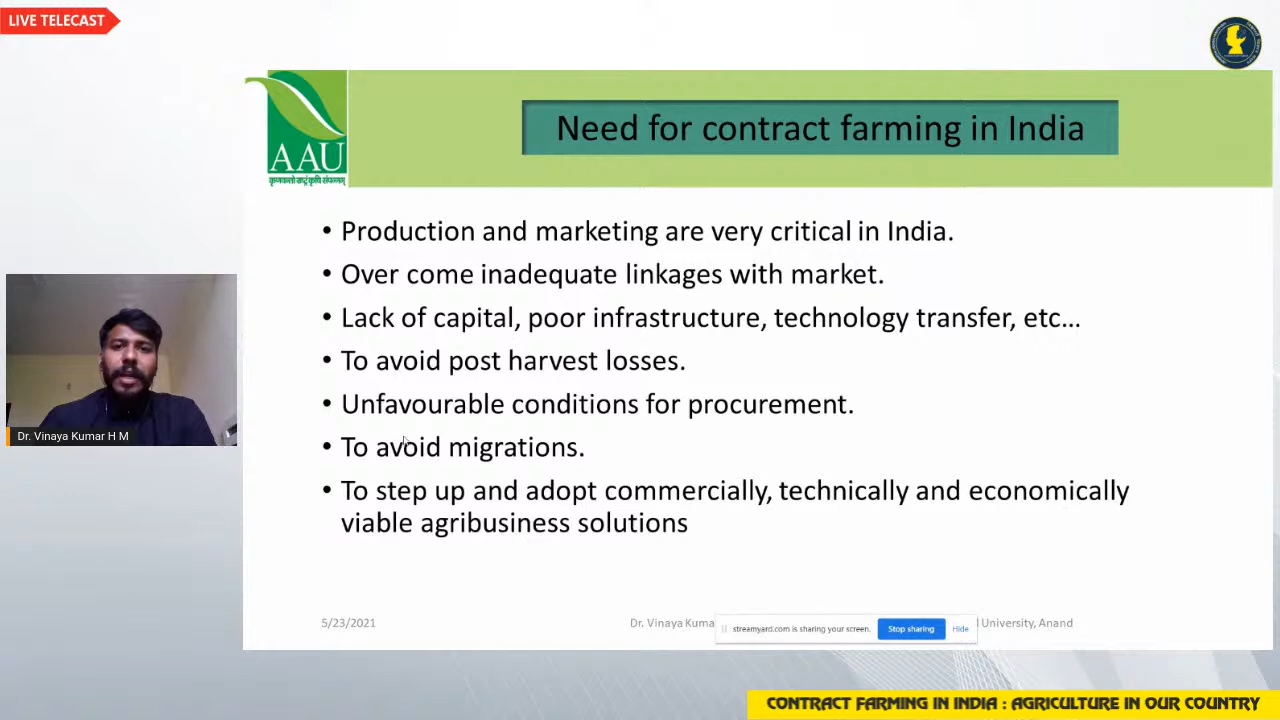 LIVE TELECAST
Need for contract farming in India
AAU
• Production and marketing are very critical in India.
• Over come inadequate linkages with market.
• Lack of capital, poor infrastructure, technology transfer, etc…
• To avoid post harvest losses.
• Unfavourable conditions for procurement.
• To avoid migrations.
• To step up and adopt commercially, technically and economically
viable agribusiness solutions
Dr. Vinaya Kumar H M
5/23/2021
Dr. Vinaya Kuma
University, Anand
streamyard.com is sharing your screen.
Stop sharing
Hide
CONTRACT FARMING IN INDIA : AGRICULTURE IN OUR COUNTRY